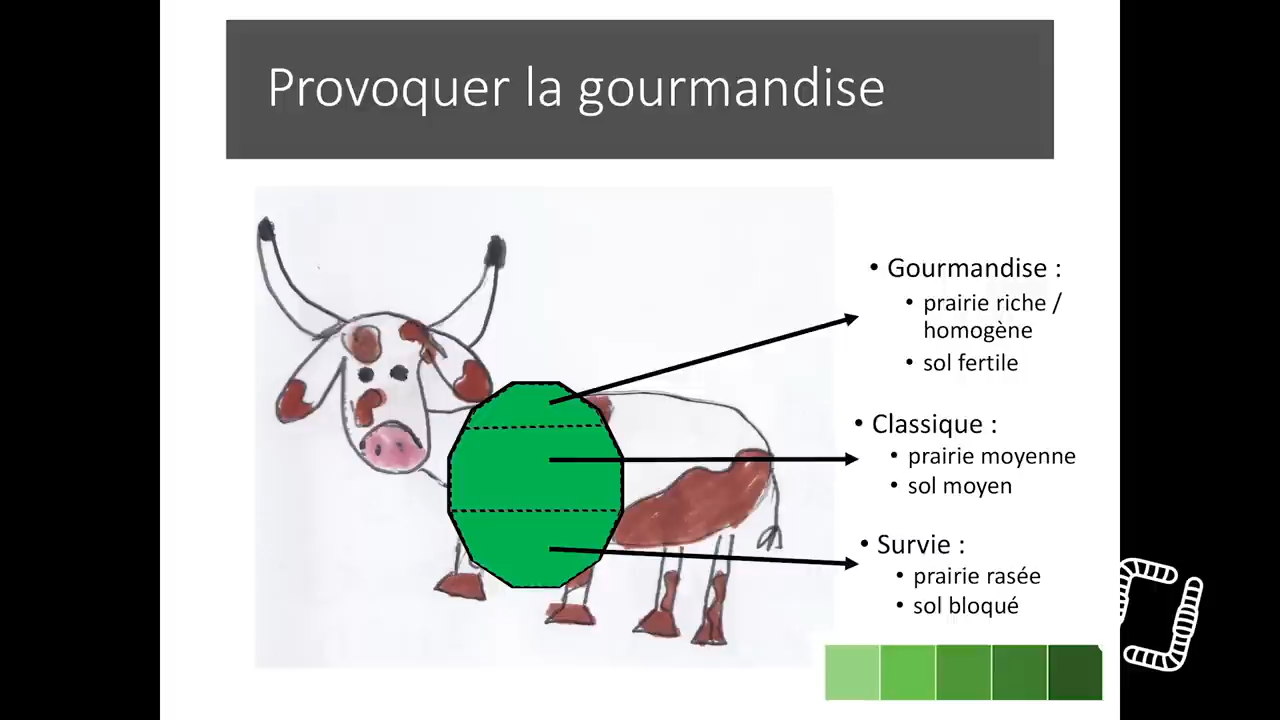 Provoquer la gourmandise
• Gourmandise :
• prairie riche /
homogène
• sol fertile
• Classique :
• prairie moyenne
• sol moyen
• Survie :
• prairie rasée
• sol bloqué